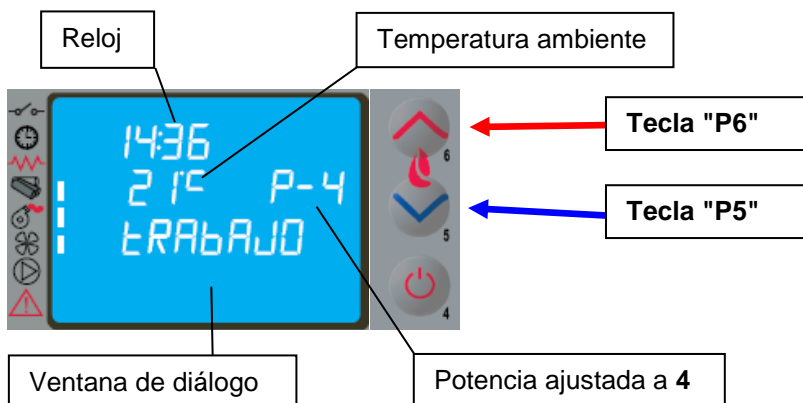 Reloj
Temperatura ambiente
14:36
21°C P-4
tRAbAJO
6
5
4
Tecla "P6"
Tecla "P5"
Ventana de diálogo
Potencia ajustada a 4